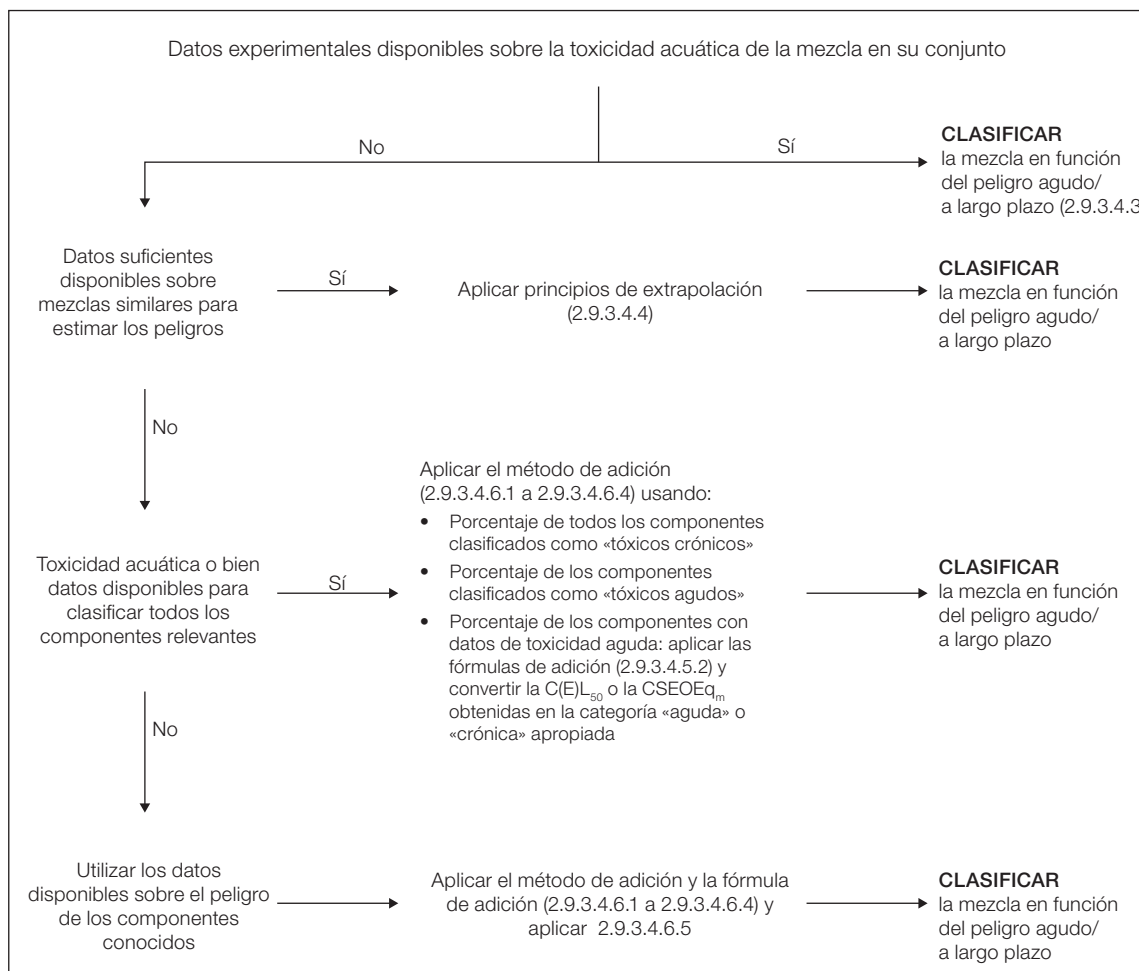 Datos experimentales disponibles sobre la toxicidad acuática de la mezcla en su conjunto
No
Sí
CLASIFICAR
la mezcla en función
del peligro agudo/
a largo plazo (2.9.3.4.3
Datos suficientes
disponibles sobre
mezclas similares para
estimar los peligros
Sí
Aplicar principios de extrapolación
(2.9.3.4.4)
CLASIFICAR
la mezcla en función
del peligro agudo/
a largo plazo
No
Toxicidad acuática o bien
datos disponibles para
clasificar todos los
componentes relevantes
Sí
Aplicar el método de adición
(2.9.3.4.6.1 a 2.9.3.4.6.4) usando:
• Porcentaje de todos los componentes
clasificados como «tóxicos crónicos»
• Porcentaje de los componentes
clasificados como «tóxicos agudos»
• Porcentaje de los componentes con
datos de toxicidad aguda: aplicar las
fórmulas de adición (2.9.3.4.5.2) y
convertir la C(E)L50 o la CSEOEqm
obtenidas en la categoría «aguda» o
«crónica» apropiada
CLASIFICAR
la mezcla en función
del peligro agudo/
a largo plazo
No
Utilizar los datos
disponibles sobre el peligro
de los componentes
conocidos
Aplicar el método de adición y la fórmula
de adición (2.9.3.4.6.1 a 2.9.3.4.6.4) y
aplicar 2.9.3.4.6.5
CLASIFICAR
la mezcla en función
del peligro agudo/
a largo plazo